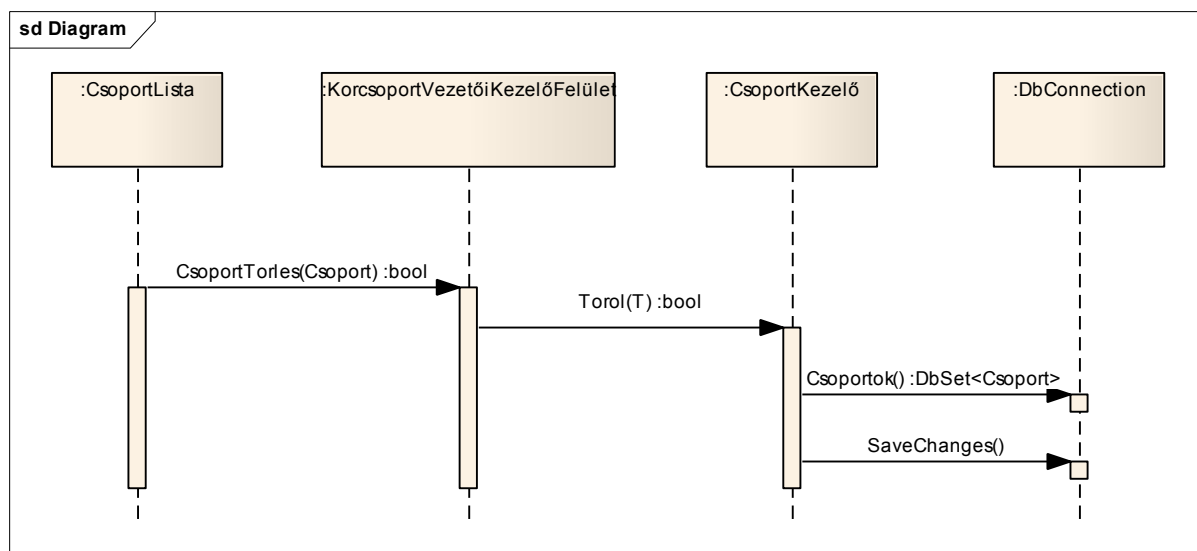 sd Diagram
:CsoportLista
:KorcsoportVezetőiKezelőFelület
:CsoportKezelő
:DbConnection
CsoportTorles(Csoport) :bool
Torol(T) :bool
Csoportok() :DbSet<Csoport>
SaveChanges()